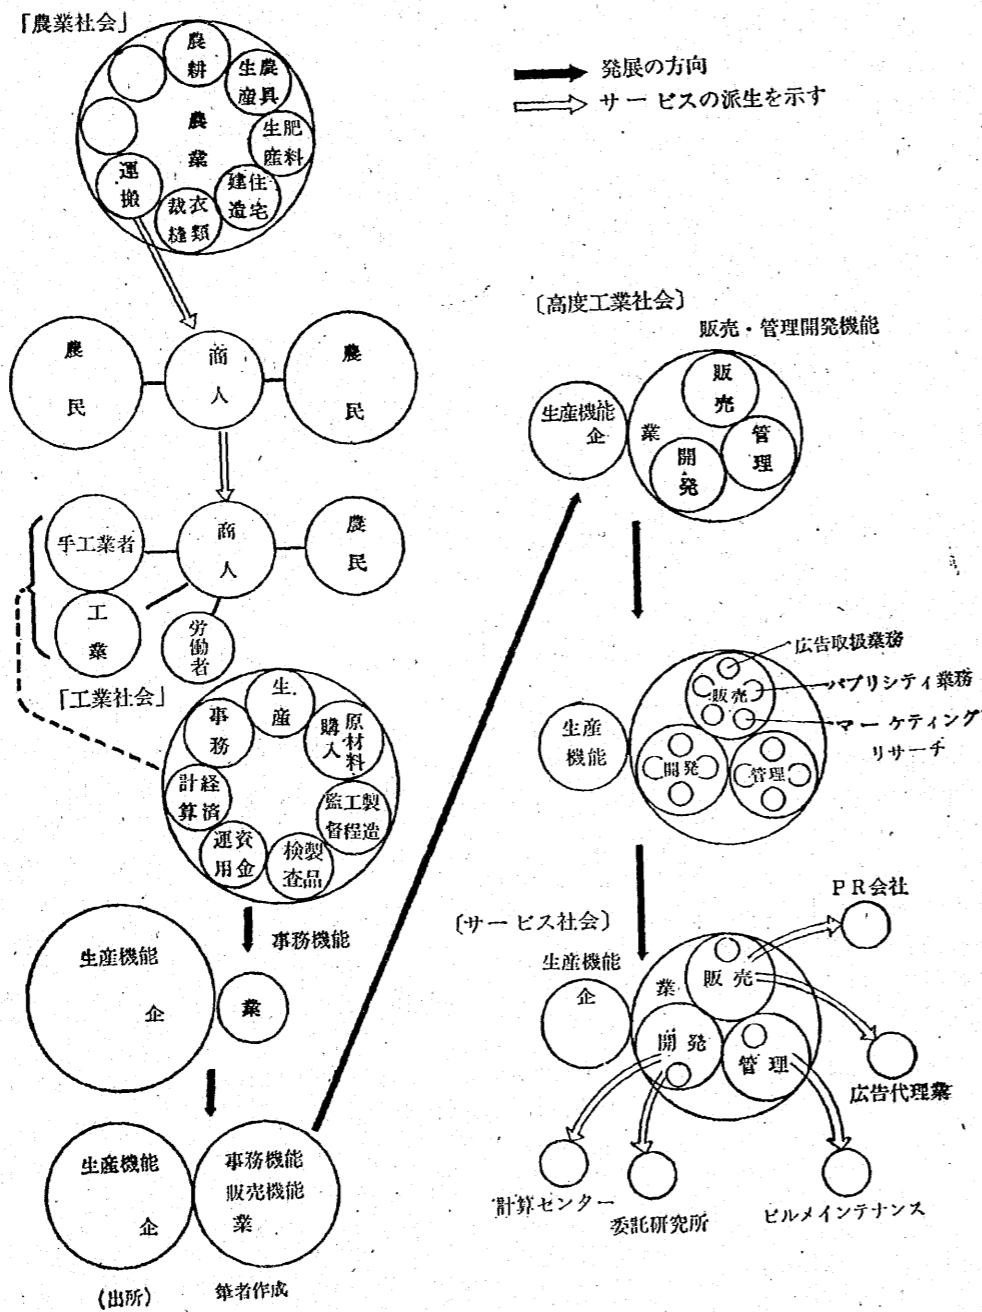 「農業社会」
農耕
農具生産
肥料生産
住宅建造
衣類裁縫
運搬
農業
発展の方向
サービスの派生を示す
農民
商人
農民
手工業者
商人
農民
工業
労働者
「工業社会」
生産
原材料購入
製造工程監督
製品検査
資金運用
経済計算
事務
事務機能
生産機能
企
業
生産機能
企
事務機能
販売機能
業
(出所)
筆者作成
〔高度工業社会〕
販売・管理開発機能
生産機能
企
業
販売
管理
開発
生産
機能
販売
開発
管理
広告取扱業務
パブリシティ業務
マーケティング
リサーチ
〔サービス社会〕
生産機能
企
業
販売
開発
管理
PR会社
広告代理業
計算センター
委託研究所
ビルメインテナンス